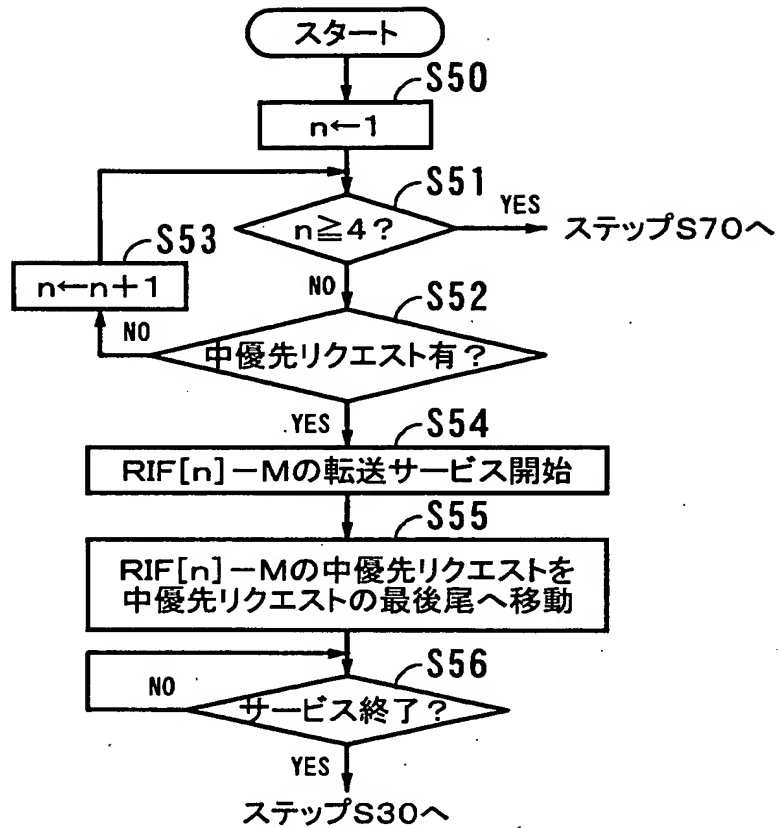 スタート
S50
n←1
S51
n≧4?
YES
ステップS70へ
S53
n←n+1
NO
S52
NO
中優先リクエスト有?
YES
S54
RIF[n]-Mの転送サービス開始
S55
RIF[n]-Mの中優先リクエストを
中優先リクエストの最後尾へ移動
S56
NO
サービス終了?
YES
ステップS30へ